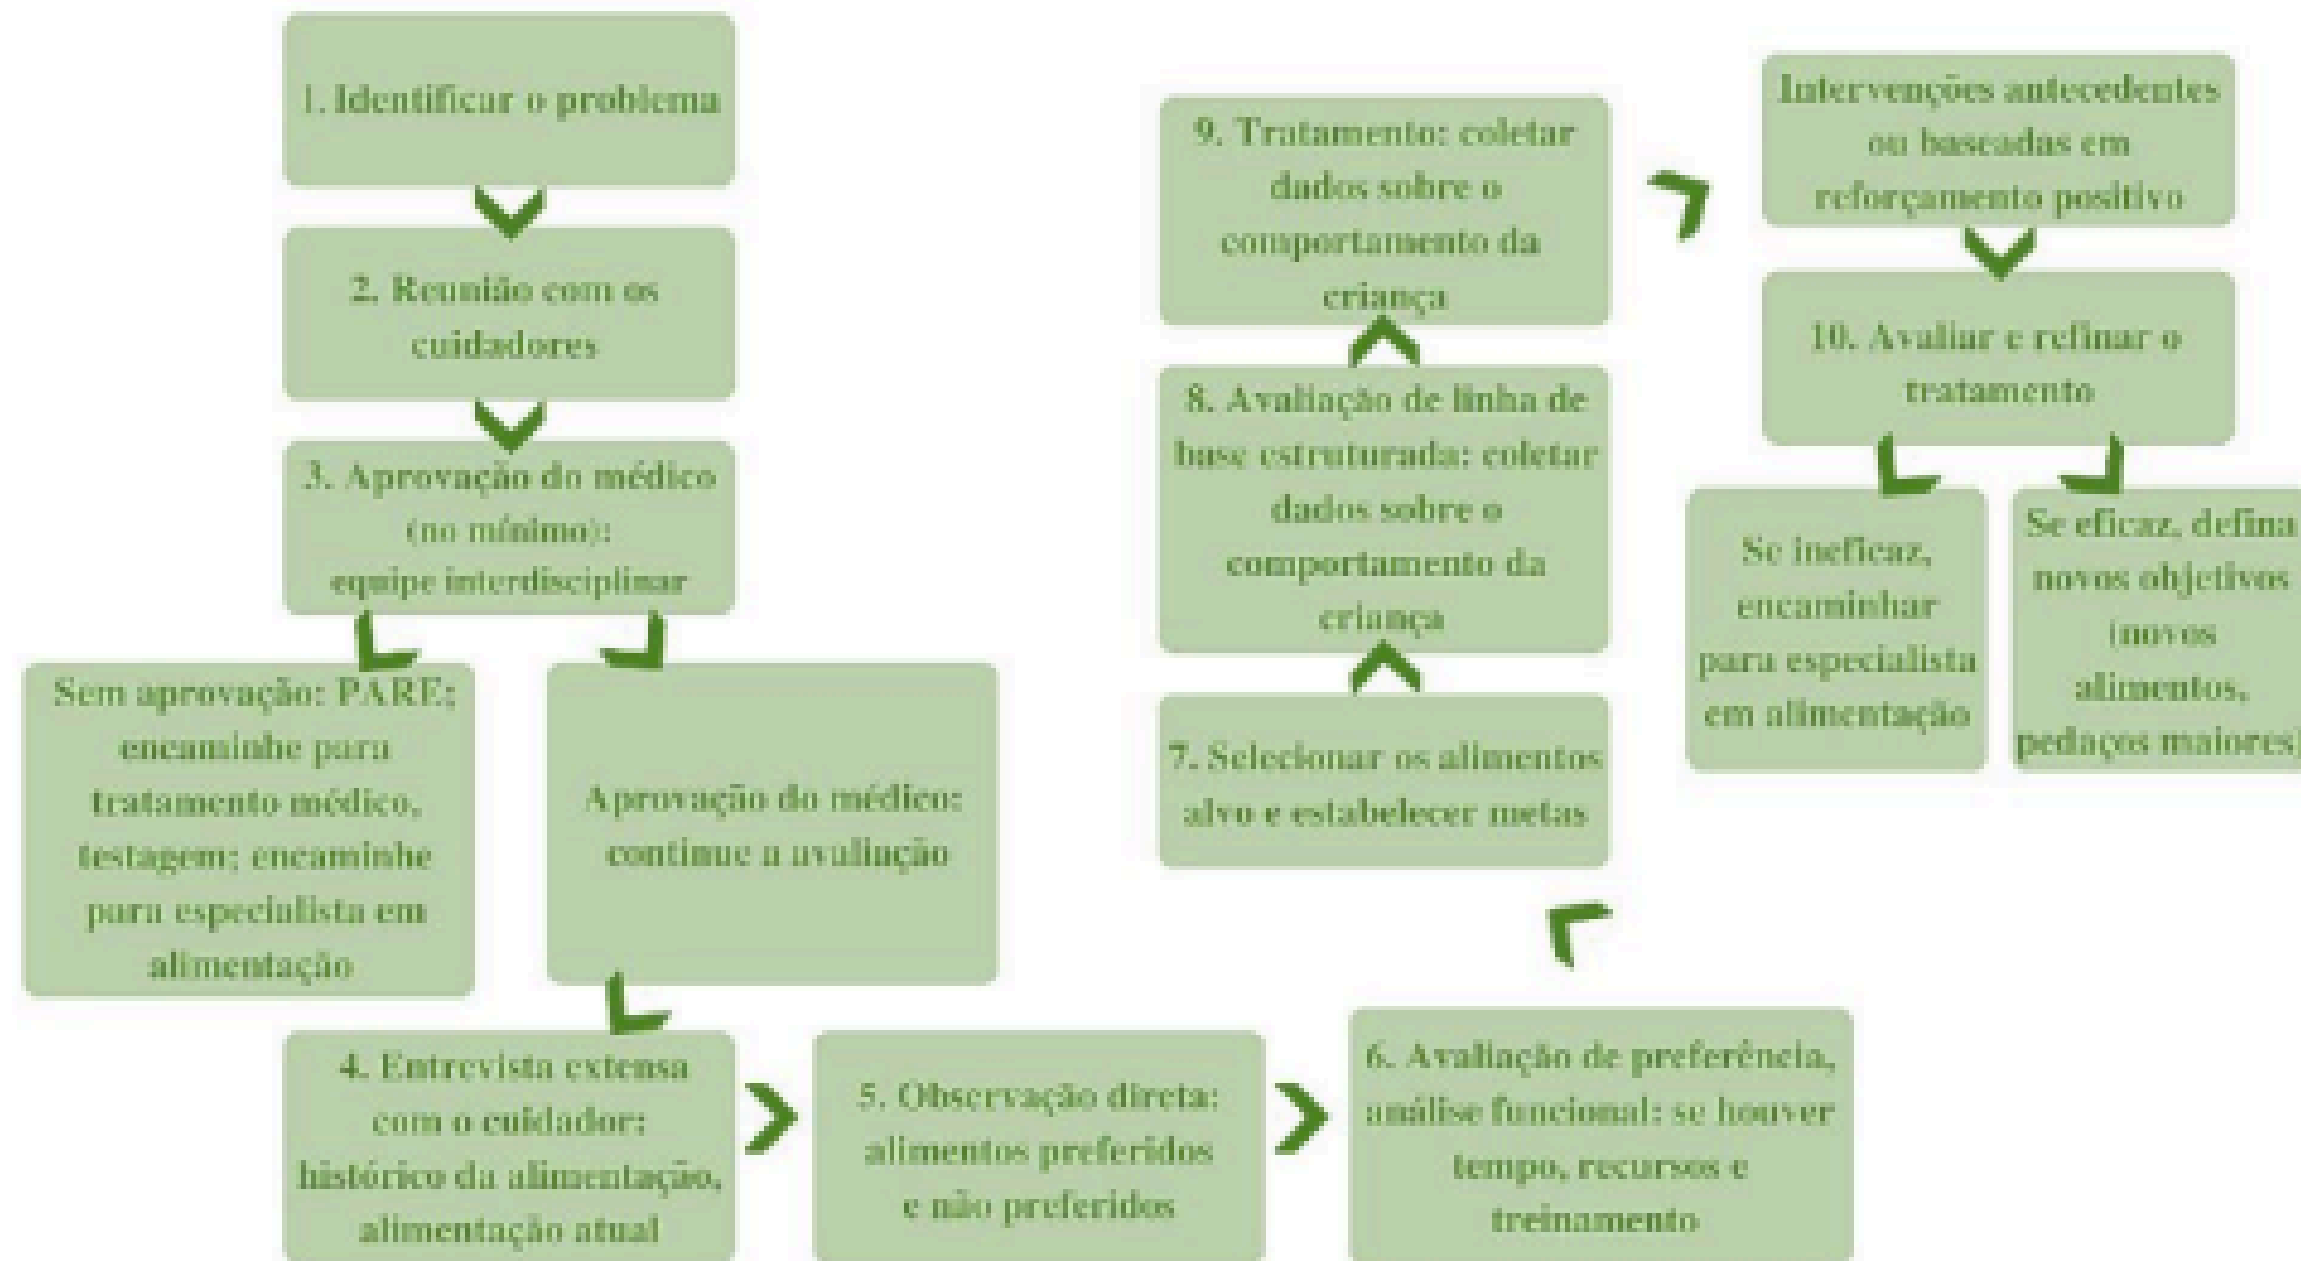 1. Identificar o problema
2. Reunião com os
cuidadores
3. Aprovação do médico
(no mínimo):
equipe interdisciplinar
Sem aprovação: PARE;
encaminhe para
tratamento médico,
testagem; encaminhe
para especialista em
alimentação
Aprovação do médico:
continue a avaliação
4. Entrevista extensa
com o cuidador:
histórico da alimentação,
alimentação atual
5. Observação direta:
alimentos preferidos
e não preferidos
6. Avaliação de preferência,
análise funcional: se houver
tempo, recursos e
treinamento
7. Selecionar os alimentos
alvo e estabelecer metas
8. Avaliação de linha de
base estruturada: coletar
dados sobre o
comportamento da
criança
9. Tratamento: coletar
dados sobre o
comportamento da
criança
Intervenções antecedentes
ou baseadas em
reforçamento positivo
10. Avaliar e refinar o
tratamento
Se ineficaz,
encaminhar
para especialista
em alimentação
Se eficaz, defina
novos objetivos
(novos
alimentos,
pedaços maiores)